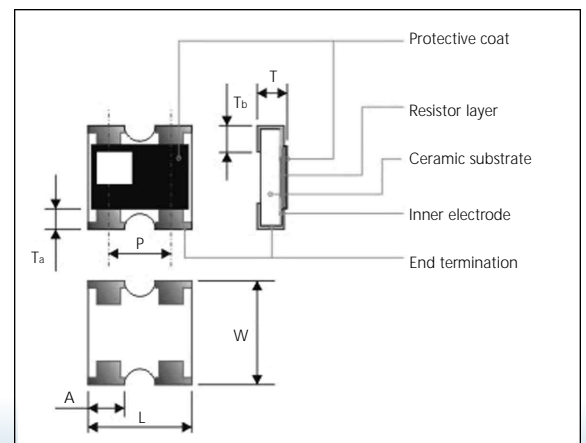 Protective coat
T
Tb
Resistor layer
Ceramic substrate
Inner electrode
P
Ta
End termination
W
A
L